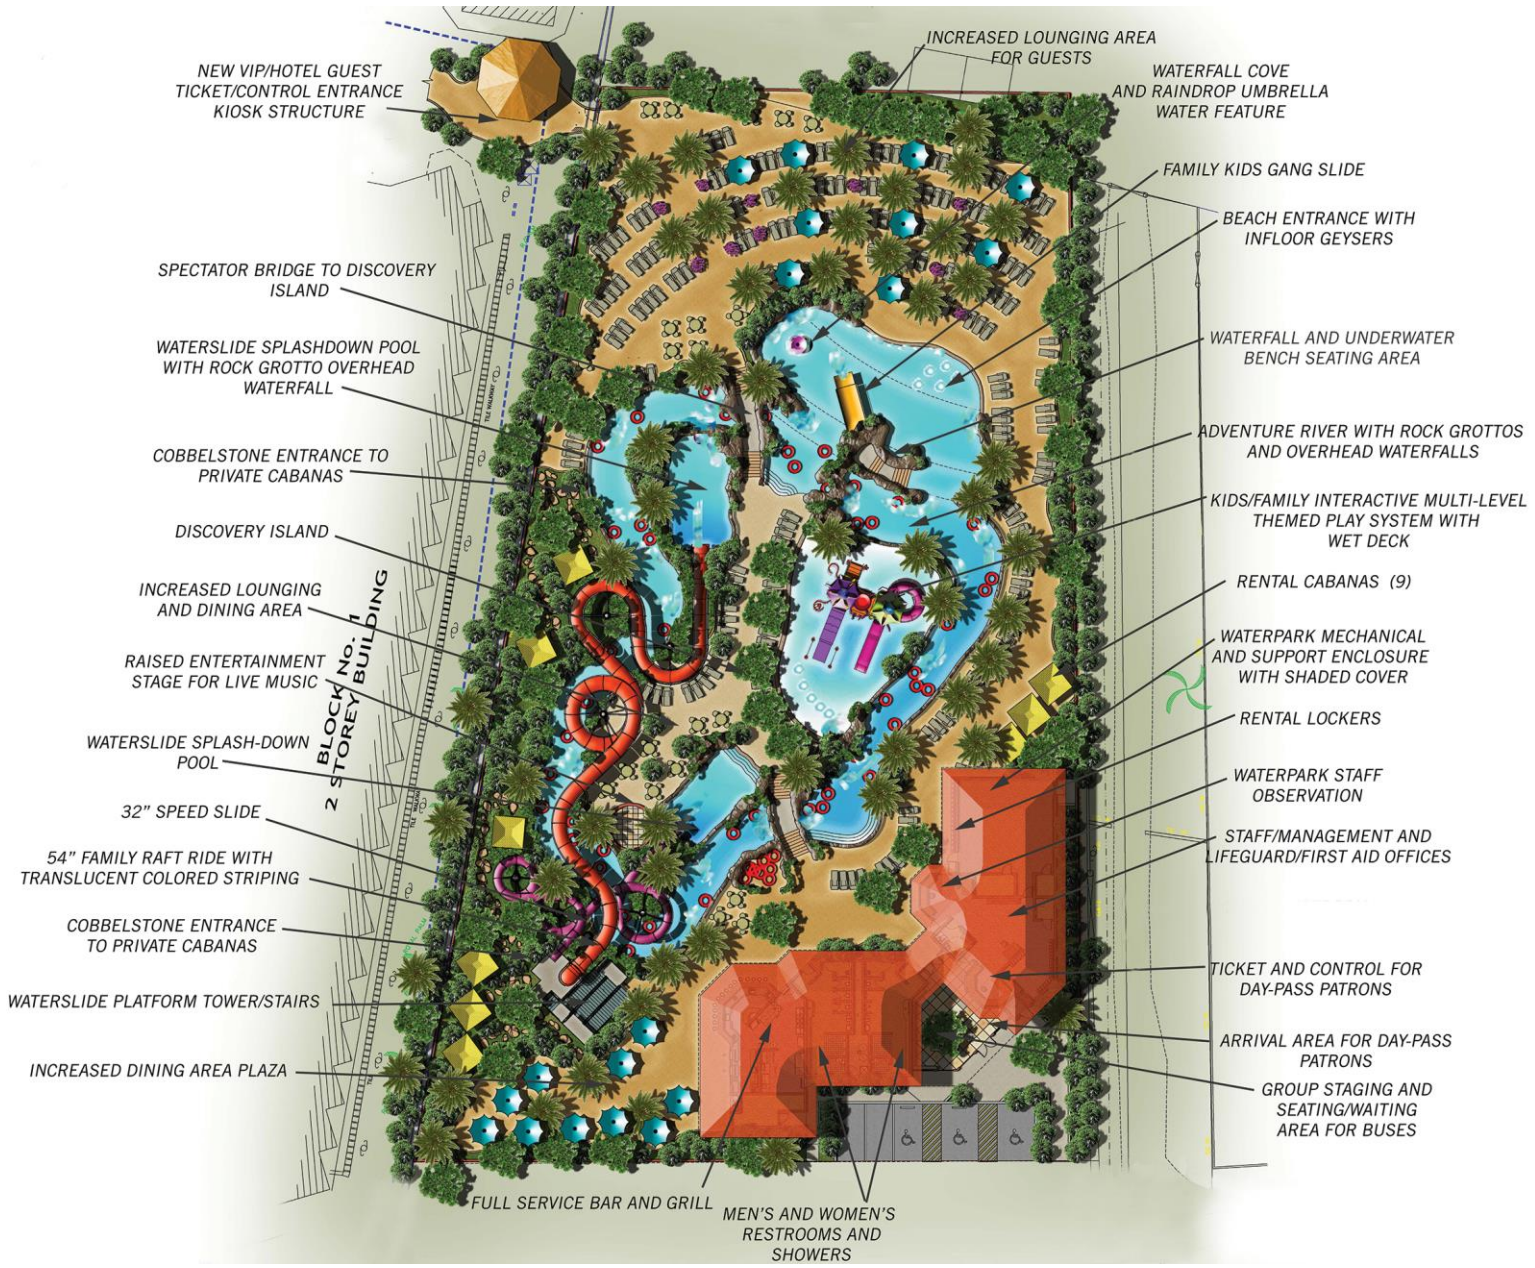 NEW VIP/HOTEL GUEST
TICKET/CONTROL ENTRANCE
KIOSK STRUCTURE
SPECTATOR BRIDGE TO DISCOVERY
ISLAND
WATERSLIDE SPLASHDOWN POOL
WITH ROCK GROTTO OVERHEAD
WATERFALL
COBBELSTONE ENTRANCE TO
PRIVATE CABANAS
DISCOVERY ISLAND
INCREASED LOUNGING
AND DINING AREA
RAISED ENTERTAINMENT
STAGE FOR LIVE MUSIC
WATERSLIDE SPLASH-DOWN
POOL
32” SPEED SLIDE
54” FAMILY RAFT RIDE WITH
TRANSLUCENT COLORED STRIPING
COBBELSTONE ENTRANCE
TO PRIVATE CABANAS
WATERSLIDE PLATFORM TOWER/STAIRS
INCREASED DINING AREA PLAZA
BLOCK No. 1
2 STOREY BUILDING
TILE WALKWAY
INCREASED LOUNGING AREA
FOR GUESTS
WATERFALL COVE
AND RAINDROP UMBRELLA
WATER FEATURE
FAMILY KIDS GANG SLIDE
BEACH ENTRANCE WITH
INFLOOR GEYSERS
WATERFALL AND UNDERWATER
BENCH SEATING AREA
ADVENTURE RIVER WITH ROCK GROTTOS
AND OVERHEAD WATERFALLS
KIDS/FAMILY INTERACTIVE MULTI-LEVEL
THEMED PLAY SYSTEM WITH
WET DECK
RENTAL CABANAS (9)
WATERPARK MECHANICAL
AND SUPPORT ENCLOSURE
WITH SHADED COVER
RENTAL LOCKERS
WATERPARK STAFF
OBSERVATION
STAFF/MANAGEMENT AND
LIFEGUARD/FIRST AID OFFICES
TICKET AND CONTROL FOR
DAY-PASS PATRONS
ARRIVAL AREA FOR DAY-PASS
PATRONS
GROUP STAGING AND
SEATING/WAITING
AREA FOR BUSES
FULL SERVICE BAR AND GRILL
MEN'S AND WOMEN'S
RESTROOMS AND
SHOWERS